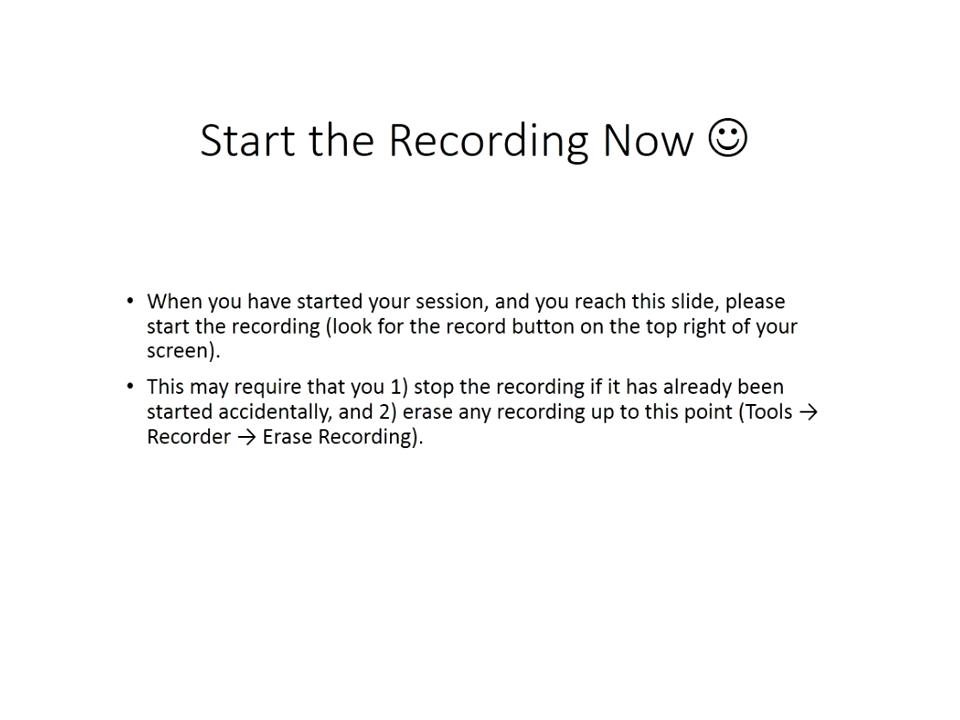 Start the Recording Now ☺
• When you have started your session, and you reach this slide, please
start the recording (look for the record button on the top right of your
screen).
• This may require that you 1) stop the recording if it has already been
started accidentally, and 2) erase any recording up to this point (Tools →
Recorder → Erase Recording).